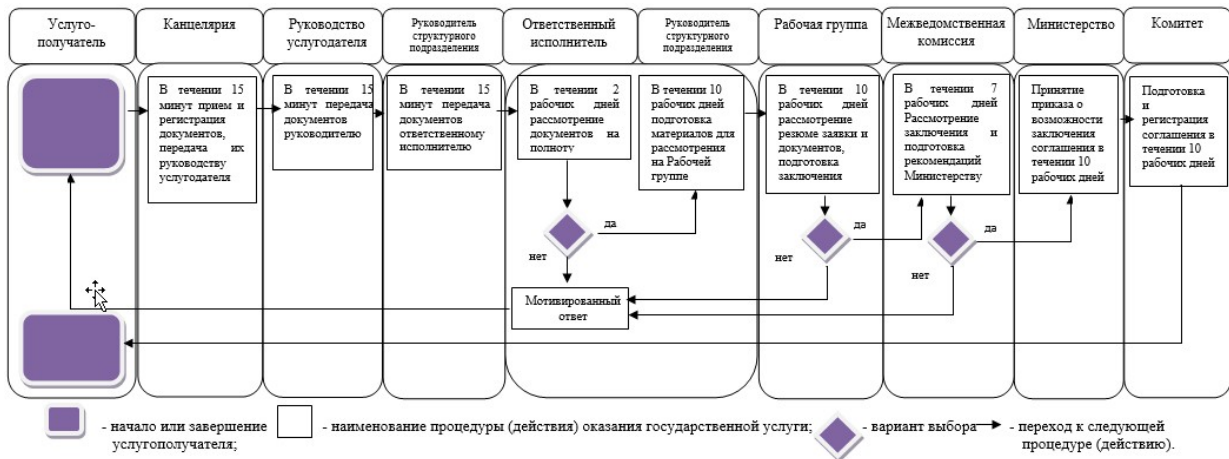 Услуго-
получатель
Канцелярия
Руководство
услугодателя
Руководитель
структурного
подразделения
Ответственный
исполнитель
Руководитель
структурного
подразделения
Рабочая группа
Межведомственная
комиссия
Министерство
Комитет
В течении 15
минут прием и
регистрация
документов,
передача их
руководству
услугодателя
В течении 15
минут передача
документов
руководителю
В течении 15
минут передача
документов
ответственному
исполнителю
В течении 2
рабочих дней
рассмотрение
документов на
полноту
В течении 10
рабочих дней
подготовка
материалов для
рассмотрения
на Рабочей
группе
В течении 10
рабочих дней
рассмотрение
резюме заявки и
документов,
подготовка
заключения
В течении 7
рабочих дней
Рассмотрение
заключения и
подготовка
рекомендаций
Министерству
Принятие
приказа о
возможности
заключения
соглашения в
течении 10
рабочих дней
Подготовка
и
регистрация
соглашения в
течении 10
рабочих дней
да
нет
да
нет
да
нет
Мотивированный
ответ
- начало или завершение
услугополучателя;
- наименование процедуры (действия) оказания государственной услуги;
- вариант выбора
- переход к следующей
процедуре (действию).